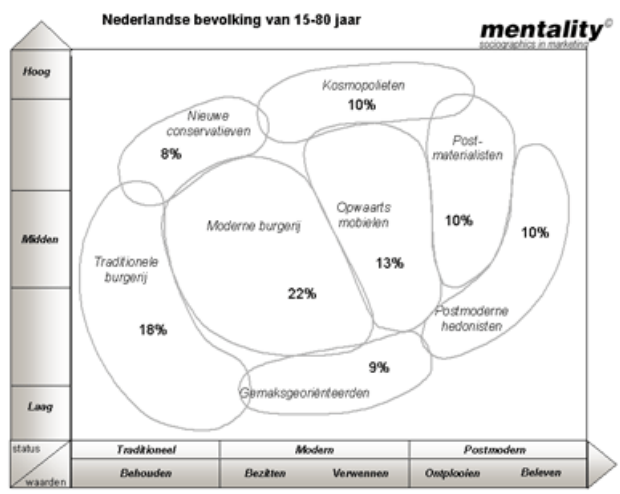 Nederlandse bevolking van 15-80 jaar
mentality©
sociographics in marketing
Hoog
Kosmopolieten
10%
Nieuwe
conservatieven
8%
Post-
materialisten
10%
Opwaarts
mobielen
13%
Moderne burgerij
22%
10%
Midden
Traditionele
burgerij
18%
Postmoderne
hedonisten
9%
Gemaksgeoriënteerden
Laag
status
waarden
Traditioneel Modern Postmodern
Behouden Bezitten Verwennen Ontplooien Beleven